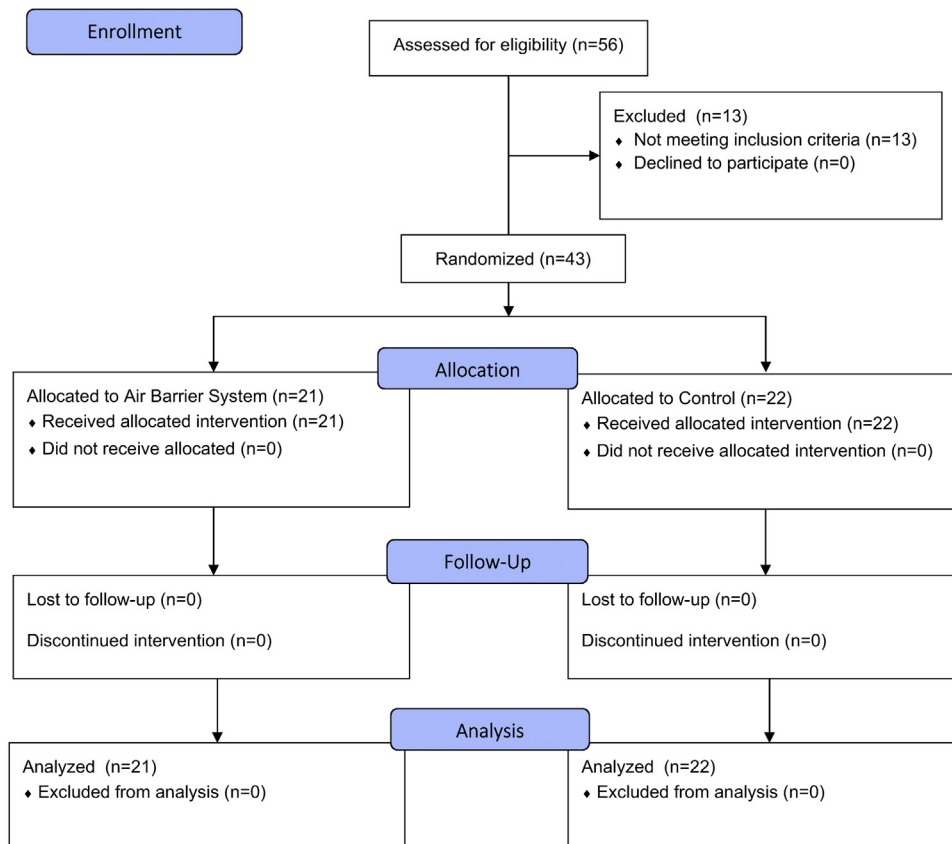 Enrollment
Assessed for eligibility (n=56)
Excluded (n=13)
♦ Not meeting inclusion criteria (n=13)
♦ Declined to participate (n=0)
Randomized (n=43)
Allocation
Allocated to Air Barrier System (n=21)
♦ Received allocated intervention (n=21)
♦ Did not receive allocated (n=0)
Allocated to Control (n=22)
♦ Received allocated intervention (n=22)
♦ Did not receive allocated intervention (n=0)
Follow-Up
Lost to follow-up (n=0)
Discontinued intervention (n=0)
Lost to follow-up (n=0)
Discontinued intervention (n=0)
Analysis
Analyzed (n=21)
♦ Excluded from analysis (n=0)
Analyzed (n=22)
♦ Excluded from analysis (n=0)